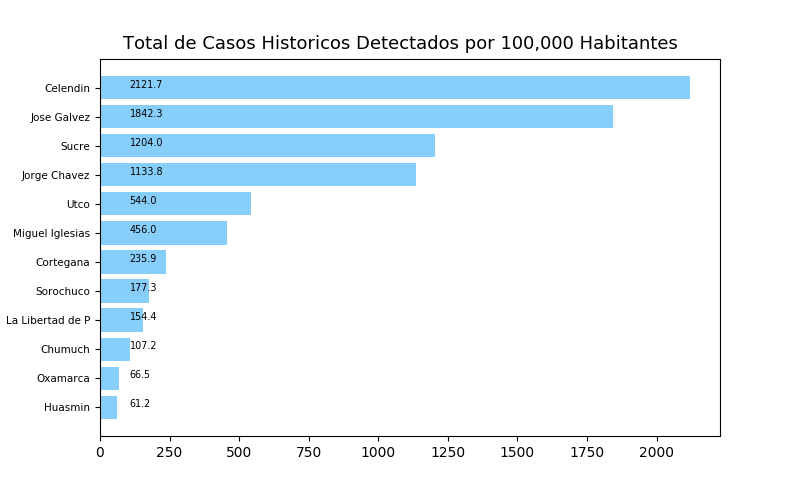 Total de Casos Historicos Detectados por 100,000 Habitantes
Celendin 2121.7
Jose Galvez 1842.3
Sucre 1204.0
Jorge Chavez 1133.8
Utco 544.0
Miguel Iglesias 456.0
Cortegana 235.9
Sorochuco 177.3
La Libertad de P 154.4
Chumuch 107.2
Oxamarca 66.5
Huasmin 61.2
0 250 500 750 1000 1250 1500 1750 2000